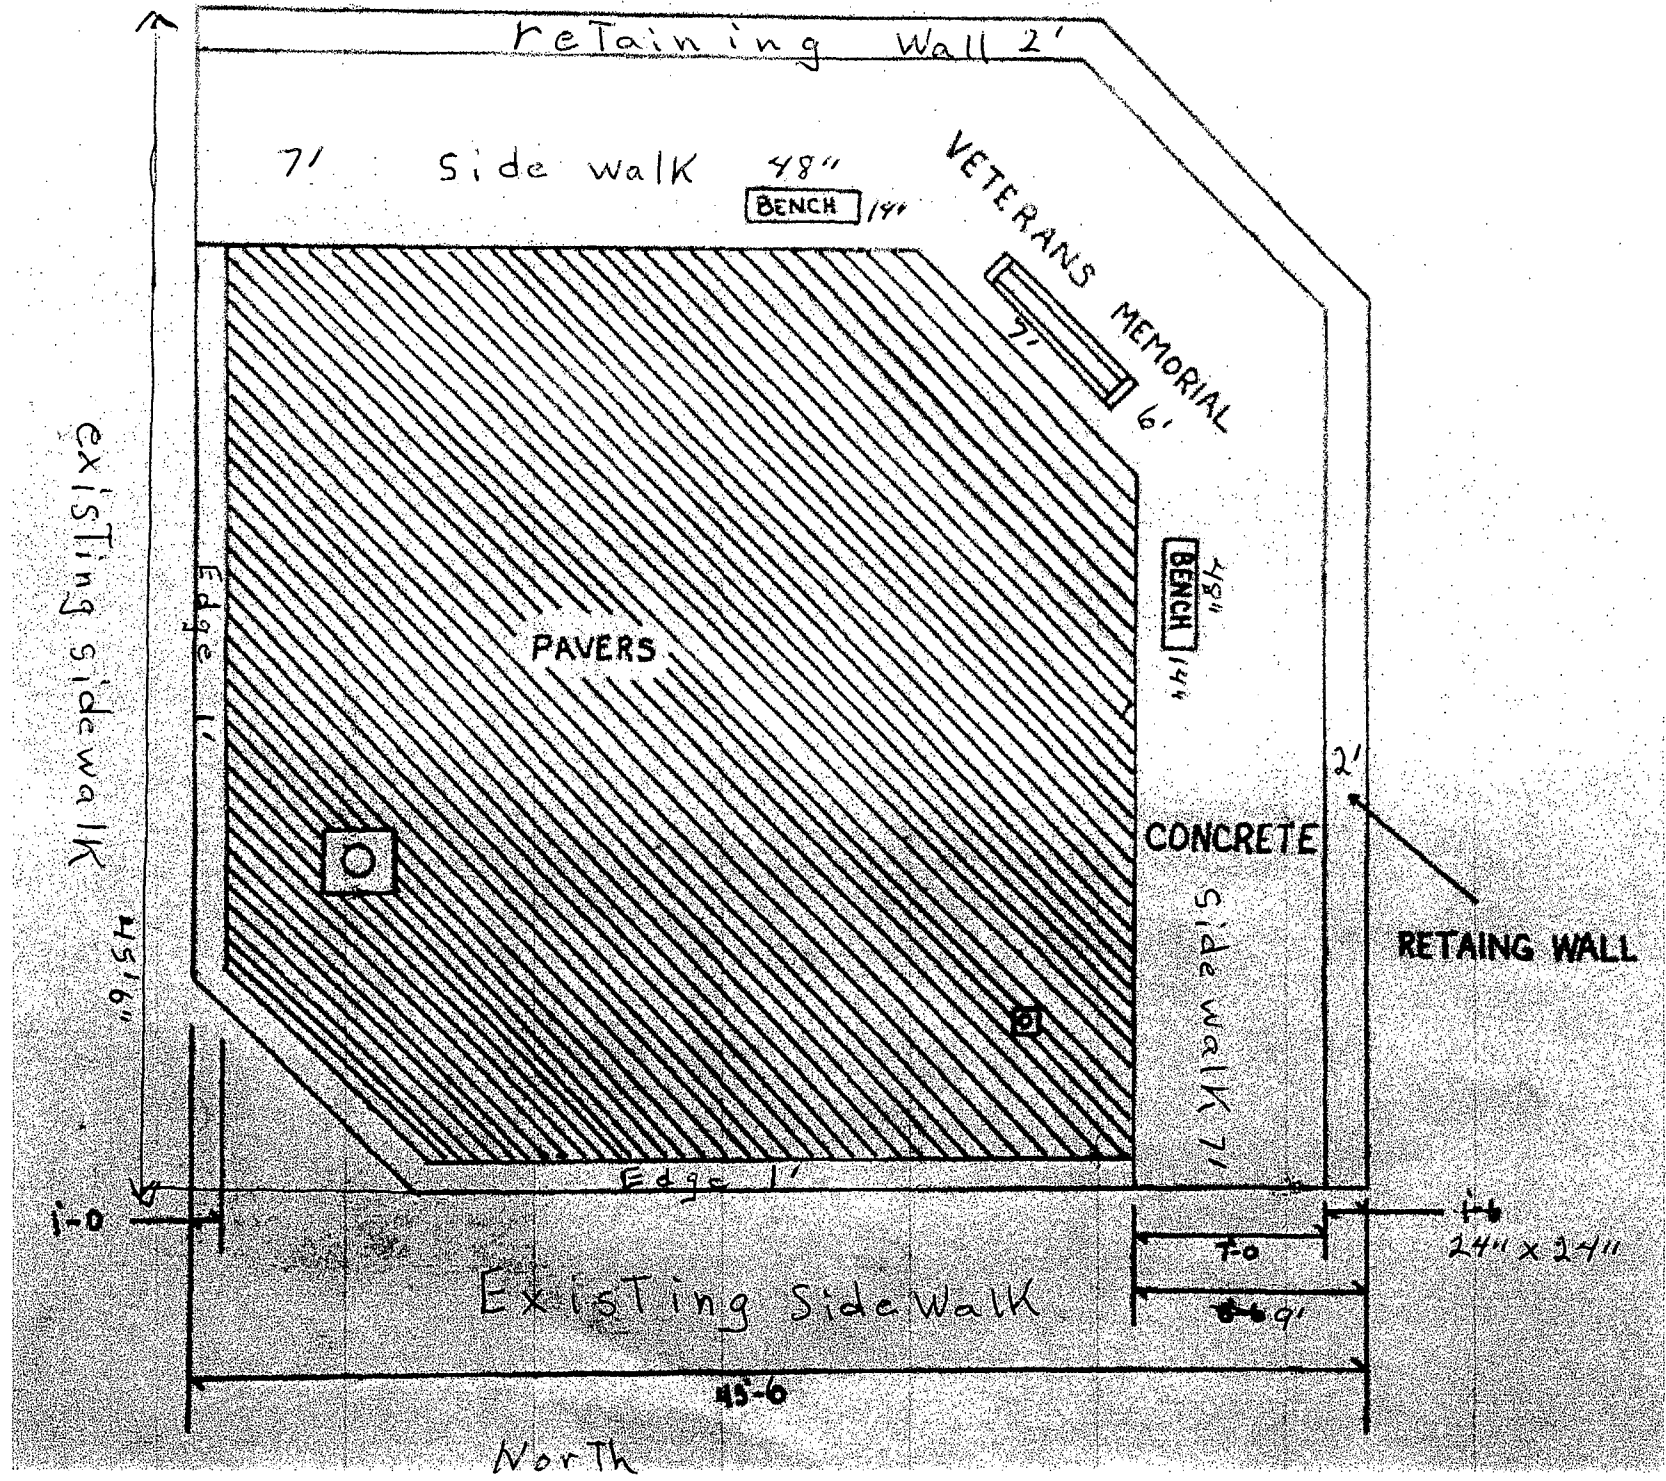 reTaining Wall 2'
7' Side walk 48"
BENCH 14"
VETERANS MEMORIAL
7'
6'
existing sidewalk
45'6"
Edge 1'
PAVERS
BENCH
48"
14"
2'
CONCRETE
Sidewalk 7'
RETAING WALL
Edge 1'
1-0
7-0
1-6
24" x 24"
ExisTing SideWalk
9'
45-6
NorTh